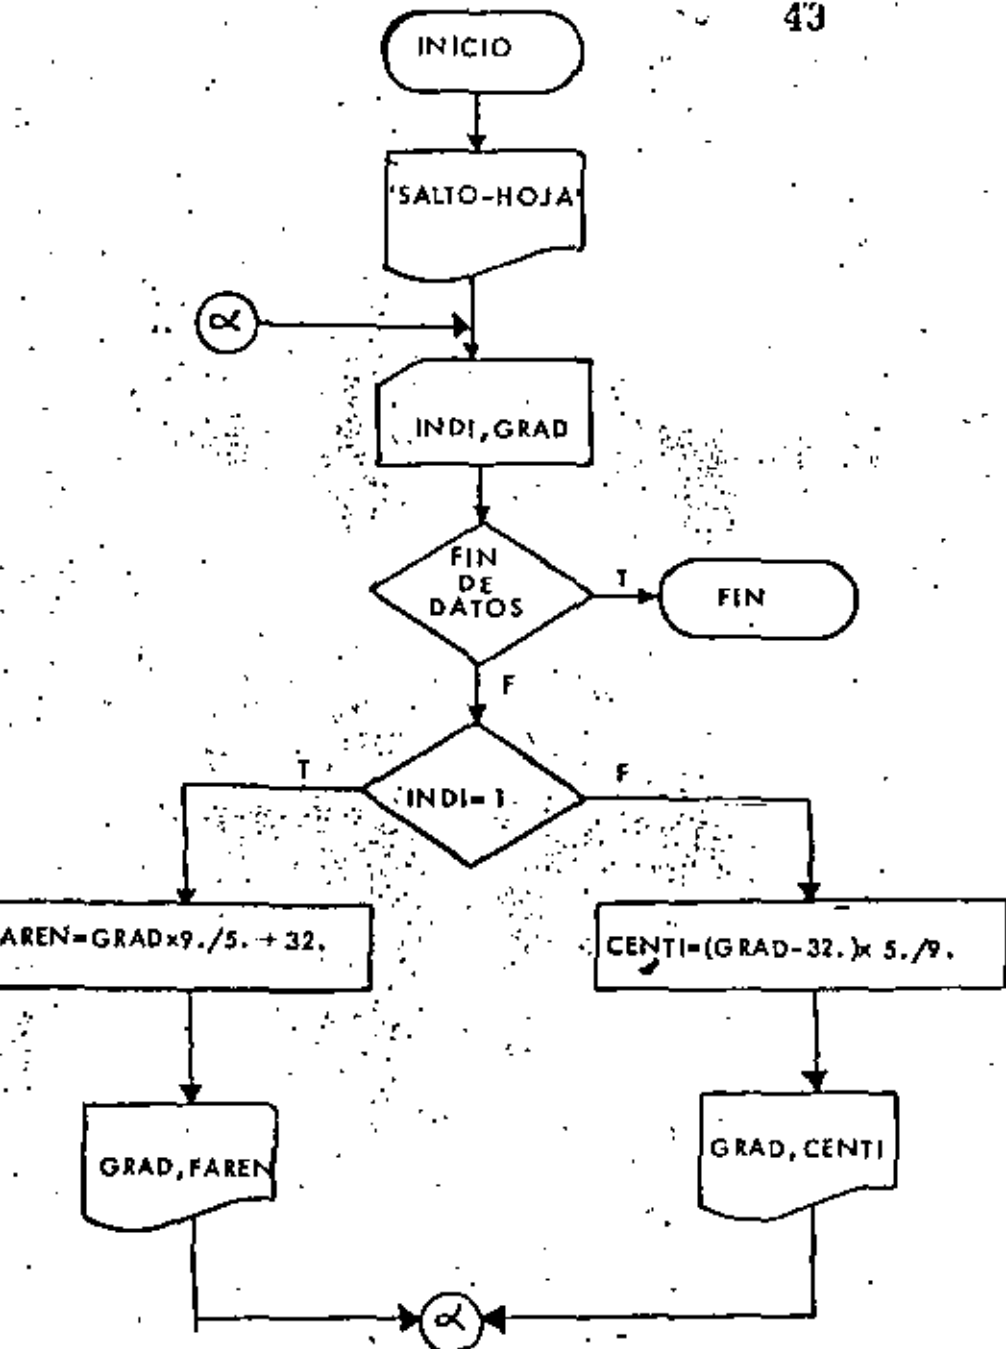 43
INICIO
'SALTO-HOJA'
α
INDI,GRAD
FIN
DE
DATOS
T
FIN
F
T
INDI=1
F
AREN=GRAD×9./5. + 32.
CENTI=(GRAD-32.)× 5./9.
GRAD,FAREN
GRAD,CENTI
α